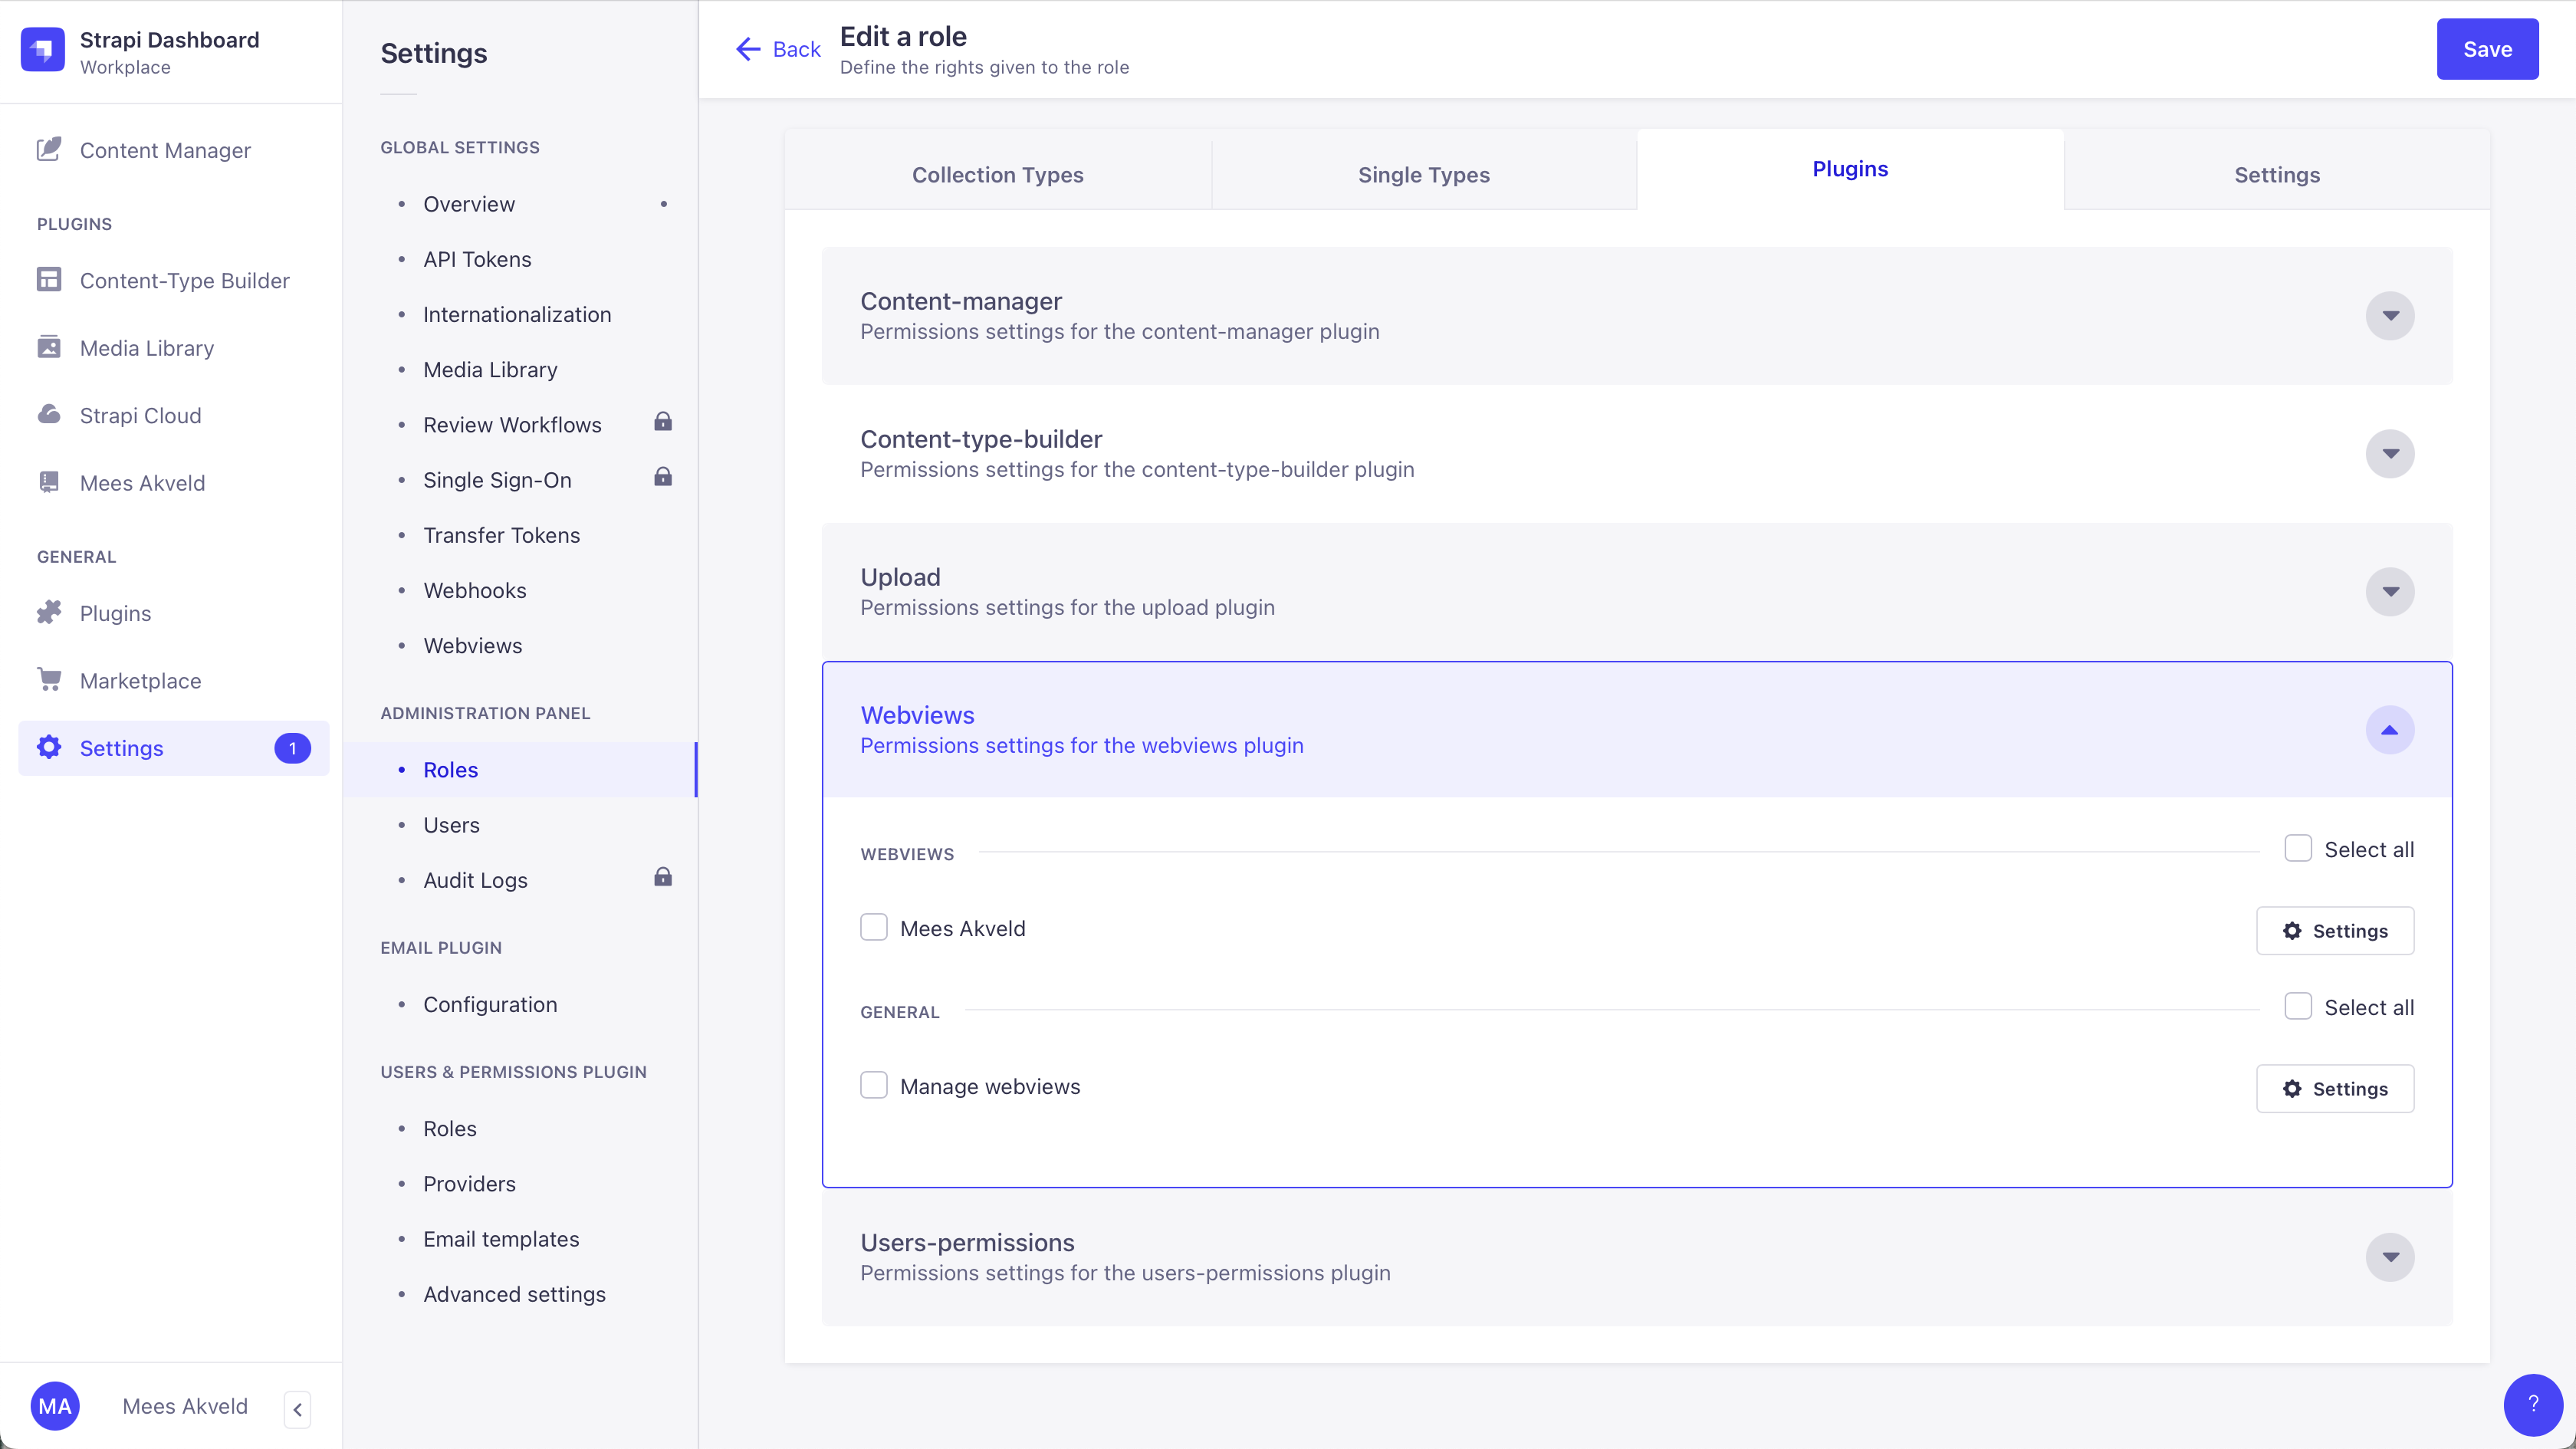 Strapi Dashboard
Workplace
Content Manager
PLUGINS
Content-Type Builder
Media Library
Strapi Cloud
Mees Akveld
GENERAL
Plugins
Marketplace
Settings
1
MA
Mees Akveld
Settings
GLOBAL SETTINGS
Overview
API Tokens
Internationalization
Media Library
Review Workflows
Single Sign-On
Transfer Tokens
Webhooks
Webviews
ADMINISTRATION PANEL
Roles
Users
Audit Logs
EMAIL PLUGIN
Configuration
USERS & PERMISSIONS PLUGIN
Roles
Providers
Email templates
Advanced settings
Back
Edit a role
Define the rights given to the role
Save
Collection Types
Single Types
Plugins
Settings
Content-manager
Permissions settings for the content-manager plugin
Content-type-builder
Permissions settings for the content-type-builder plugin
Upload
Permissions settings for the upload plugin
Webviews
Permissions settings for the webviews plugin
WEBVIEWS
Select all
Mees Akveld
Settings
GENERAL
Select all
Manage webviews
Settings
Users-permissions
Permissions settings for the users-permissions plugin
?